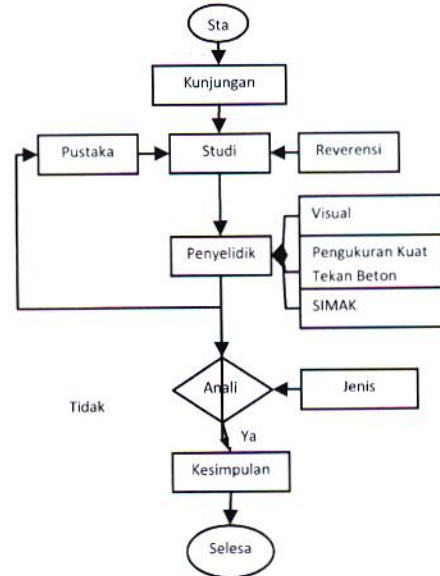 Sta
Kunjungan
Pustaka
Studi
Reverensi
Visual
Penyelidik
Pengukuran Kuat
Tekan Beton
SIMAK
Anali
Jenis
Tidak
Ya
Kesimpulan
Selesa